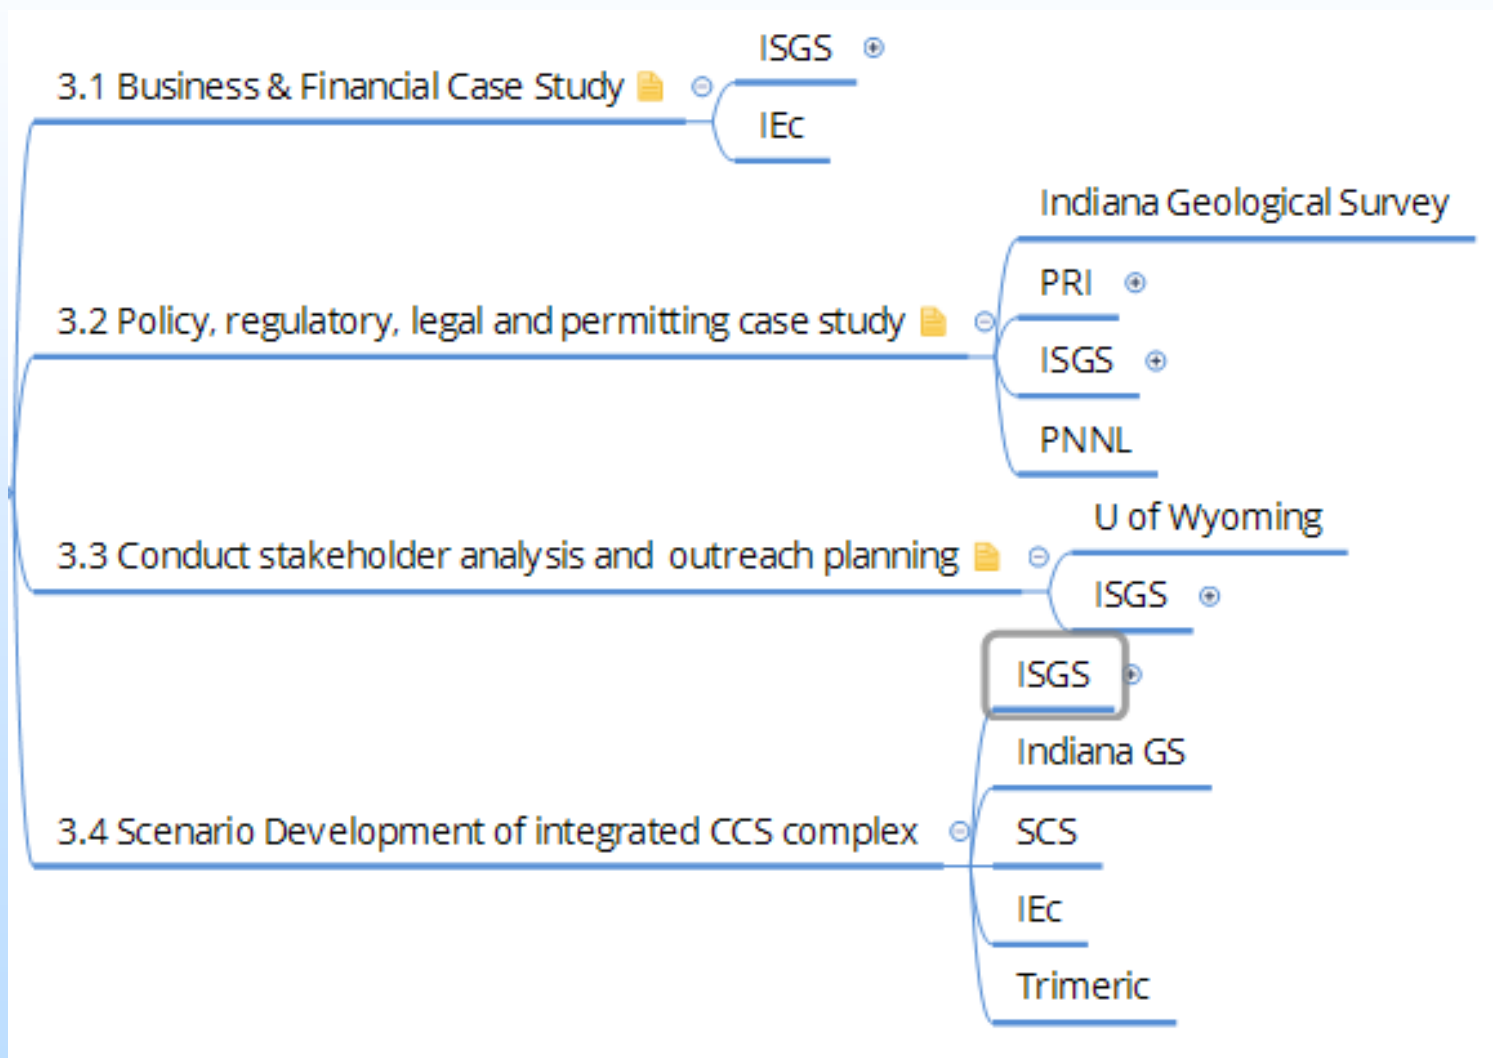 3.1 Business & Financial Case Study
ISGS
IEc
3.2 Policy, regulatory, legal and permitting case study
Indiana Geological Survey
PRI
ISGS
PNNL
3.3 Conduct stakeholder analysis and outreach planning
U of Wyoming
ISGS
3.4 Scenario Development of integrated CCS complex
ISGS
Indiana GS
SCS
IEc
Trimeric